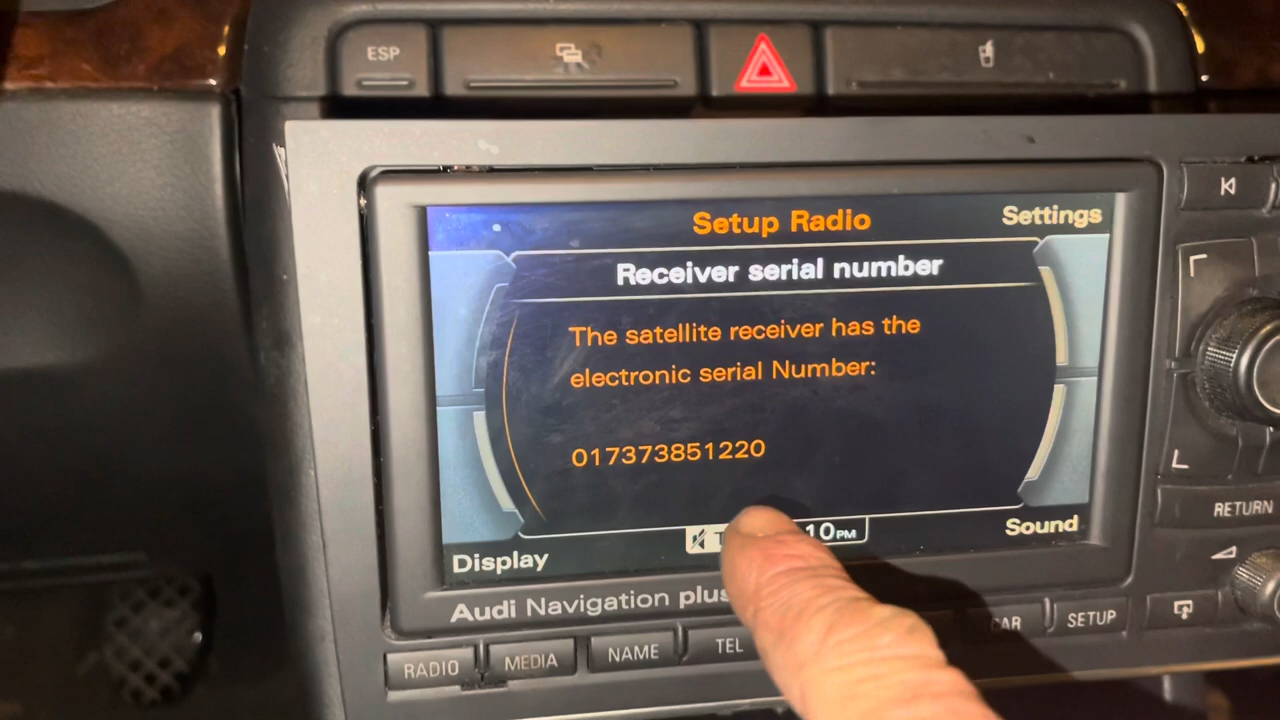 ESP
Setup Radio
Settings
Receiver serial number
The satellite receiver has the
electronic serial Number:
017373851220
10PM
Sound
Display
RETURN
Audi Navigation plus
RADIO
MEDIA
NAME
TEL
SETUP